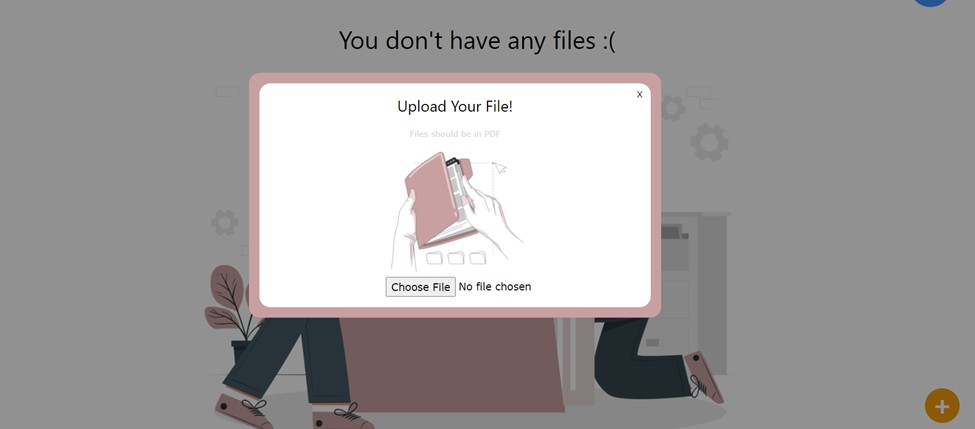 You don't have any files :(
X
Upload Your File!
Files should be in PDF
Choose File No file chosen
+